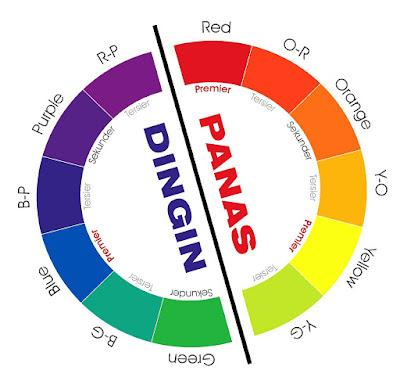 Red
Premier
O-R
Tersier
Orange
Sekunder
Y-O
Tersier
Yellow
Premier
Y-G
Tersier
Green
Sekunder
B-G
Tersier
Blue
Premier
B-P
Tersier
Purple
Sekunder
R-P
Tersier
DINGIN
PANAS